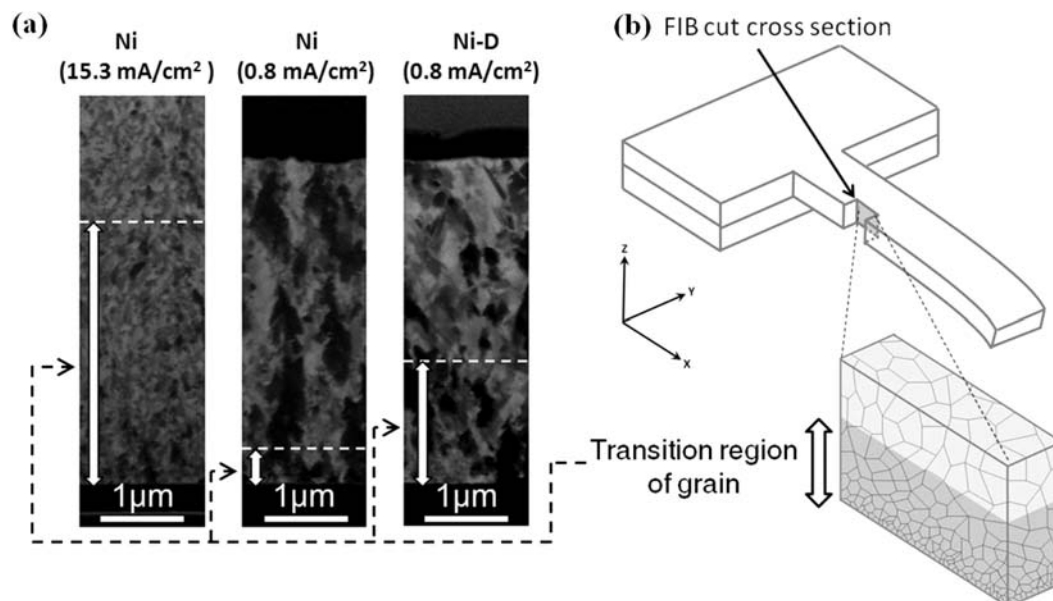 (a)
Ni
(15.3 mA/cm² )
Ni
(0.8 mA/cm²)
Ni-D
(0.8 mA/cm²)
1µm
1µm
1µm
(b)
FIB cut cross section
Z
Y
X
Transition region
of grain